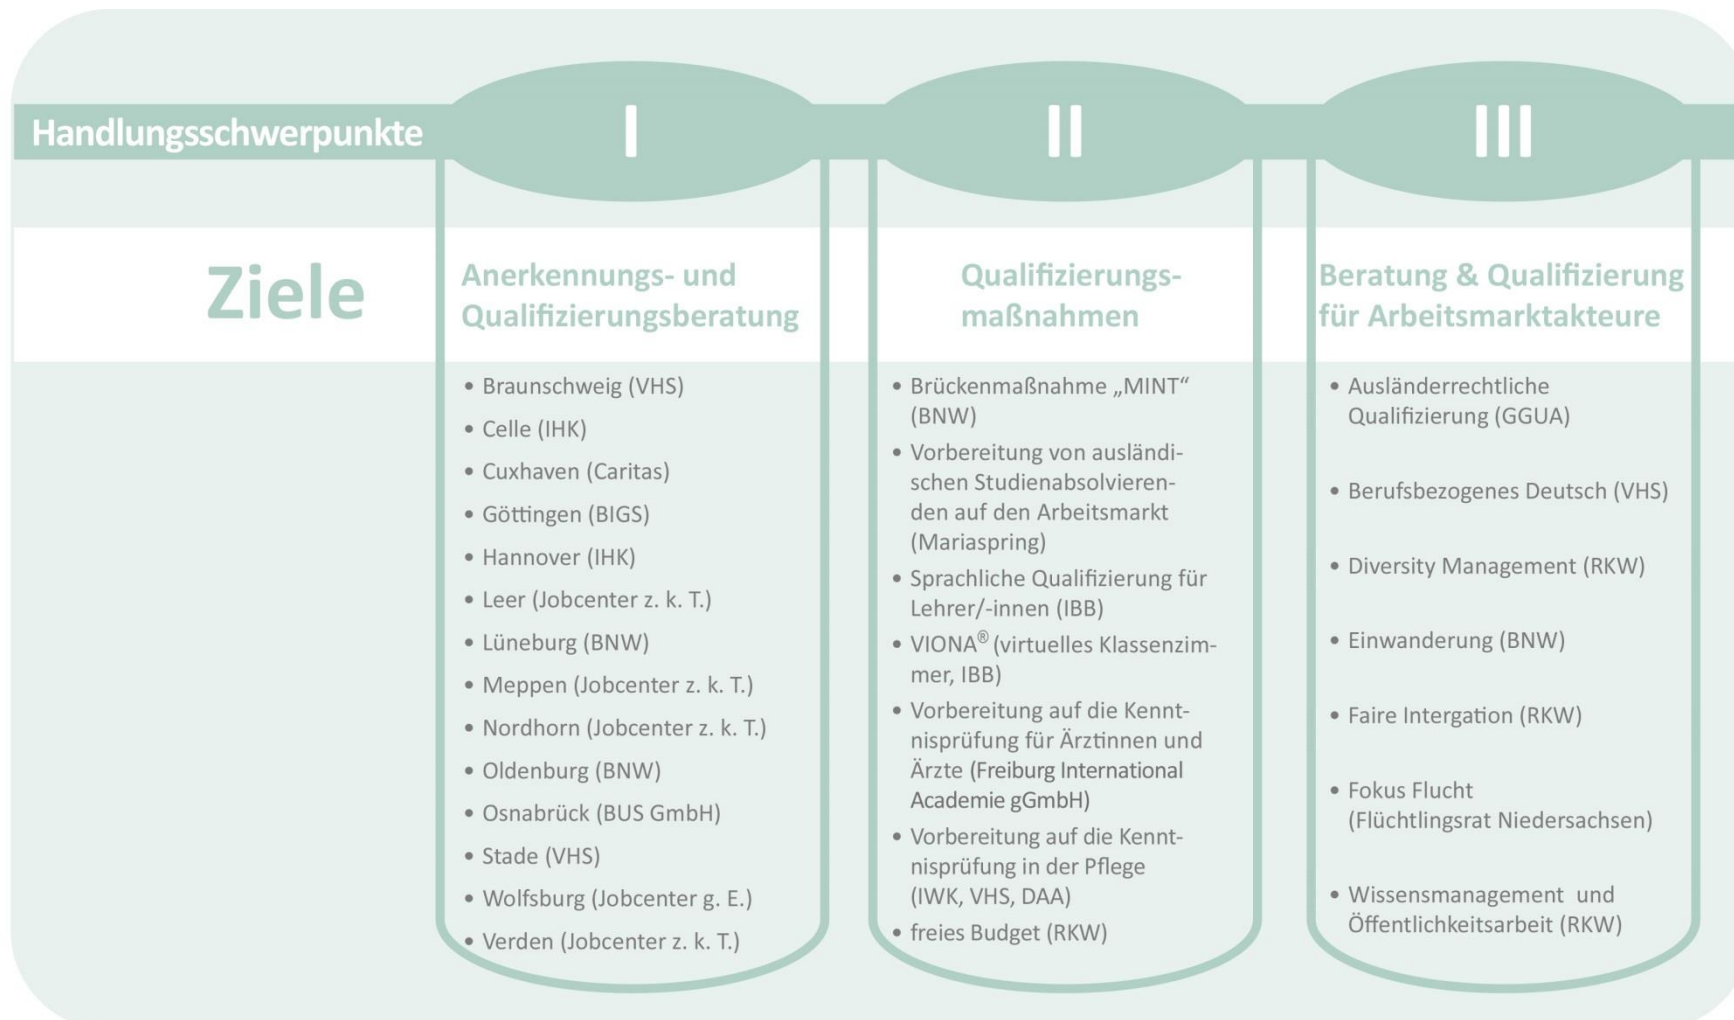 Handlungsschwerpunkte
I
II
III
Ziele
Anerkennungs- und
Qualifizierungsberatung
• Braunschweig (VHS)
• Celle (IHK)
• Cuxhaven (Caritas)
• Göttingen (BIGS)
• Hannover (IHK)
• Leer (Jobcenter z. k. T.)
• Lüneburg (BNW)
• Meppen (Jobcenter z. k. T.)
• Nordhorn (Jobcenter z. k. T.)
• Oldenburg (BNW)
• Osnabrück (BUS GmbH)
• Stade (VHS)
• Wolfsburg (Jobcenter g. E.)
• Verden (Jobcenter z. k. T.)
Qualifizierungs-
maßnahmen
• Brückenmaßnahme „MINT“
(BNW)
• Vorbereitung von ausländi-
schen Studienabsolvieren-
den auf den Arbeitsmarkt
(Mariaspring)
• Sprachliche Qualifizierung für
Lehrer/-innen (IBB)
• VIONA® (virtuelles Klassenzim-
mer, IBB)
• Vorbereitung auf die Kennt-
nisprüfung für Ärztinnen und
Ärzte (Freiburg International
Academie gGmbH)
• Vorbereitung auf die Kennt-
nisprüfung in der Pflege
(IWK, VHS, DAA)
• freies Budget (RKW)
Beratung & Qualifizierung
für Arbeitsmarktakteure
• Ausländerrechtliche
Qualifizierung (GGUA)
• Berufsbezogenes Deutsch (VHS)
• Diversity Management (RKW)
• Einwanderung (BNW)
• Faire Intergation (RKW)
• Fokus Flucht
(Flüchtlingsrat Niedersachsen)
• Wissensmanagement und
Öffentlichkeitsarbeit (RKW)